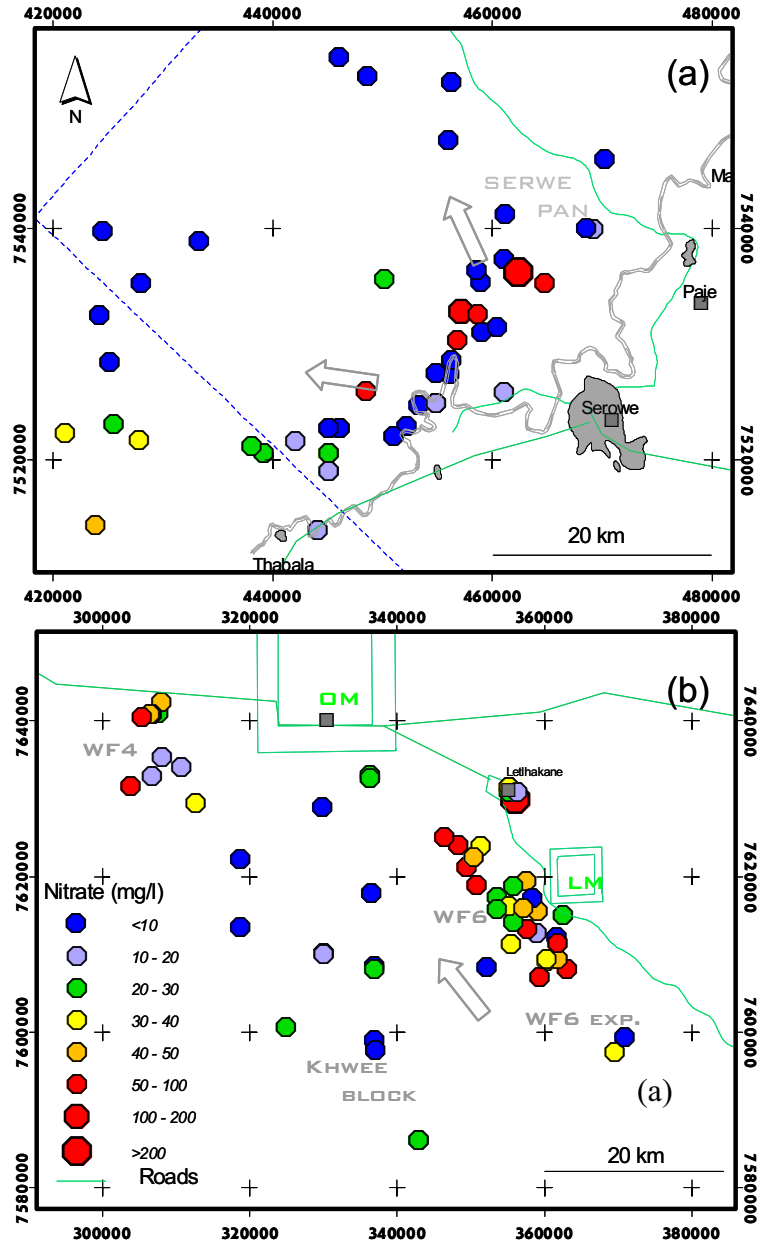 420000 440000 460000 480000
(a)
N
Ma
SERWE
PAN
7540000 7540000
Paje
Serowe
7520000 7520000
20 km
Thabala
420000 440000 460000 480000
300000 320000 340000 360000 380000
(b)
OM
7640000 7640000
WF4
Letlhakane
7620000 7620000
LM
Nitrate (mg/l)
WF6
<10
10 - 20
20 - 30
30 - 40
WF6 EXP.
7600000 7600000
40 - 50
KHWEE
50 - 100
BLOCK
(a)
100 - 200
>200
20 km
Roads
7580000 7580000
300000 320000 340000 360000 380000